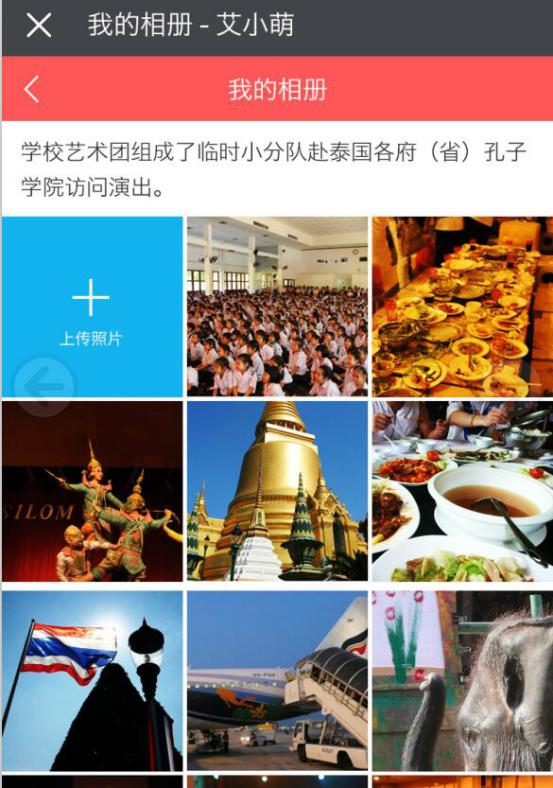 我的相册 - 艾小萌
我的相册
学校艺术团组成了临时小分队赴泰国各府（省）孔子
学院访问演出。
上传照片
SILOM